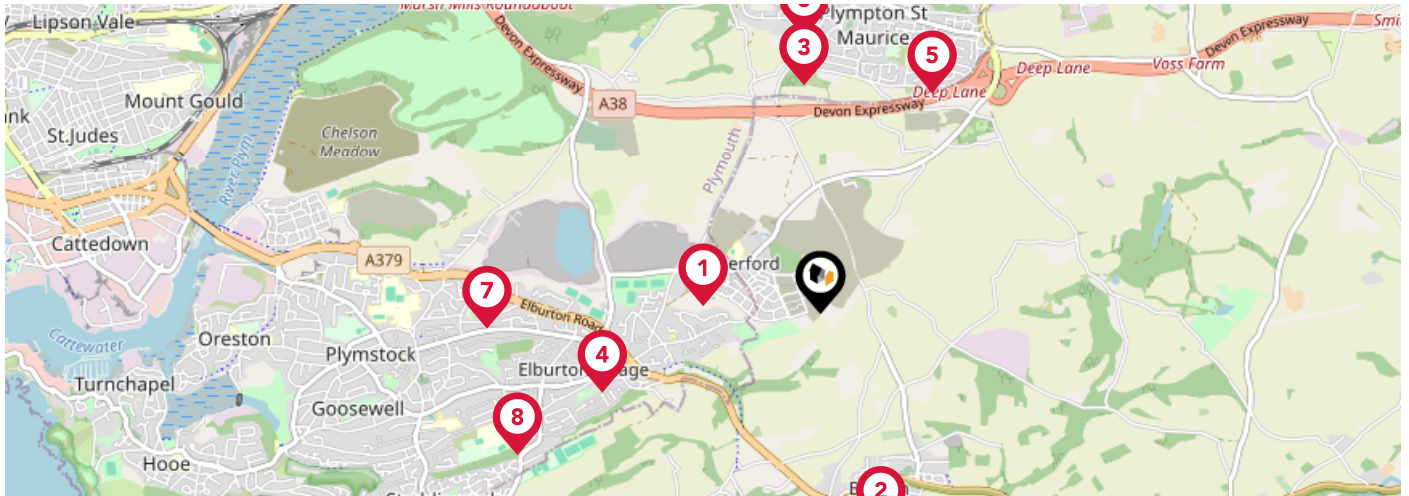 Marsh Mills Roundabout
Lipson Vale
Plympton St
Maurice
3
5
Devon Expressway
Devon Expressway
Deep Lane
Voss Farm
Deep Lane
A38
Devon Expressway
Mount Gould
St.Judes
Chelson
Meadow
Plymouth
River Plym
Cattedown
A379
1
7
Elburton Road
Cattewater
Oreston
Plymstock
4
Turnchapel
Goosewell
8
Hooe
2